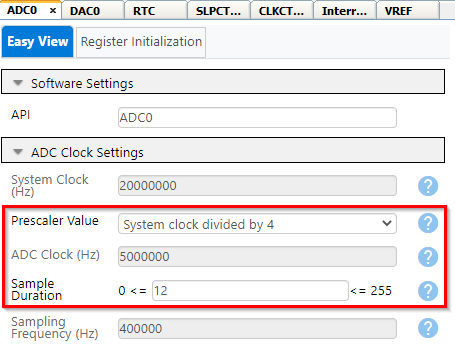 ADC0 × DAC0 RTC SLPCT... CLKCT... Interr... VREF
Easy View Register Initialization
Software Settings
API ADC0
ADC Clock Settings
System Clock
(Hz) 20000000 ?
Prescaler Value System clock divided by 4 ?
ADC Clock (Hz) 5000000 ?
Sample
Duration 0 <= 12 <= 255 ?
Sampling
Frequency (Hz) 400000 ?